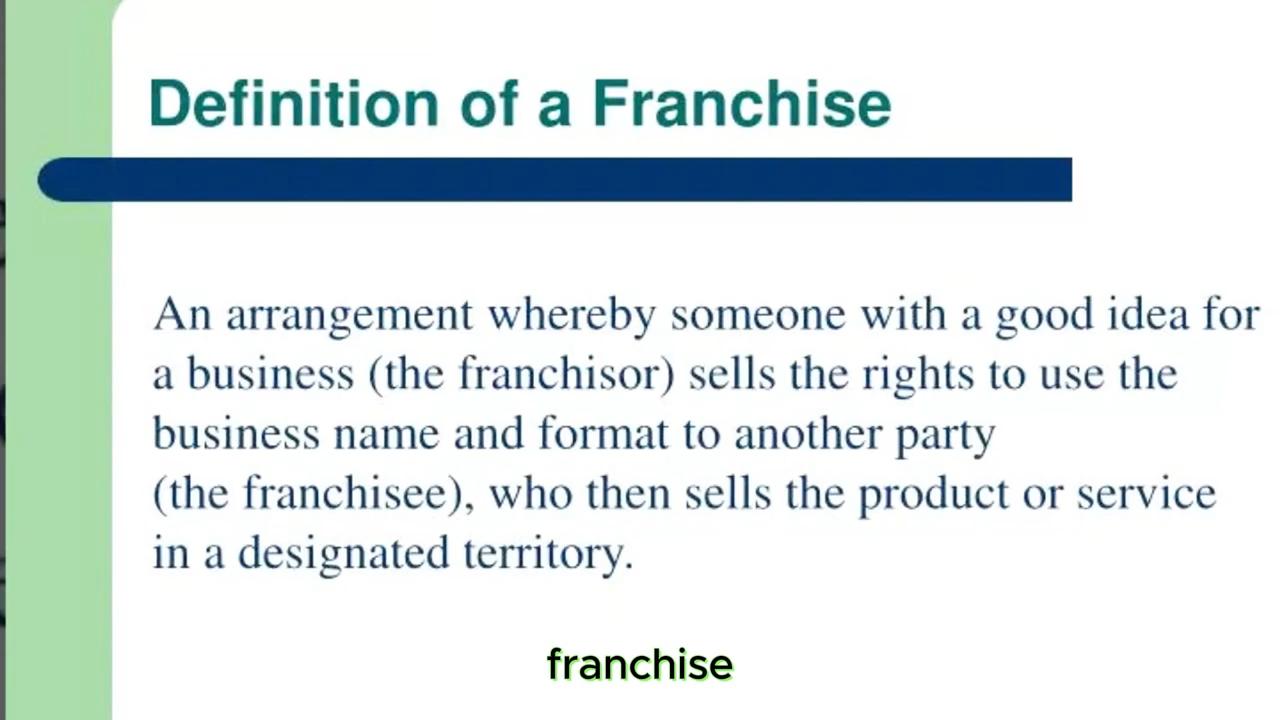 Definition of a Franchise
An arrangement whereby someone with a good idea for
a business (the franchisor) sells the rights to use the
business name and format to another party
(the franchisee), who then sells the product or service
in a designated territory.
franchise